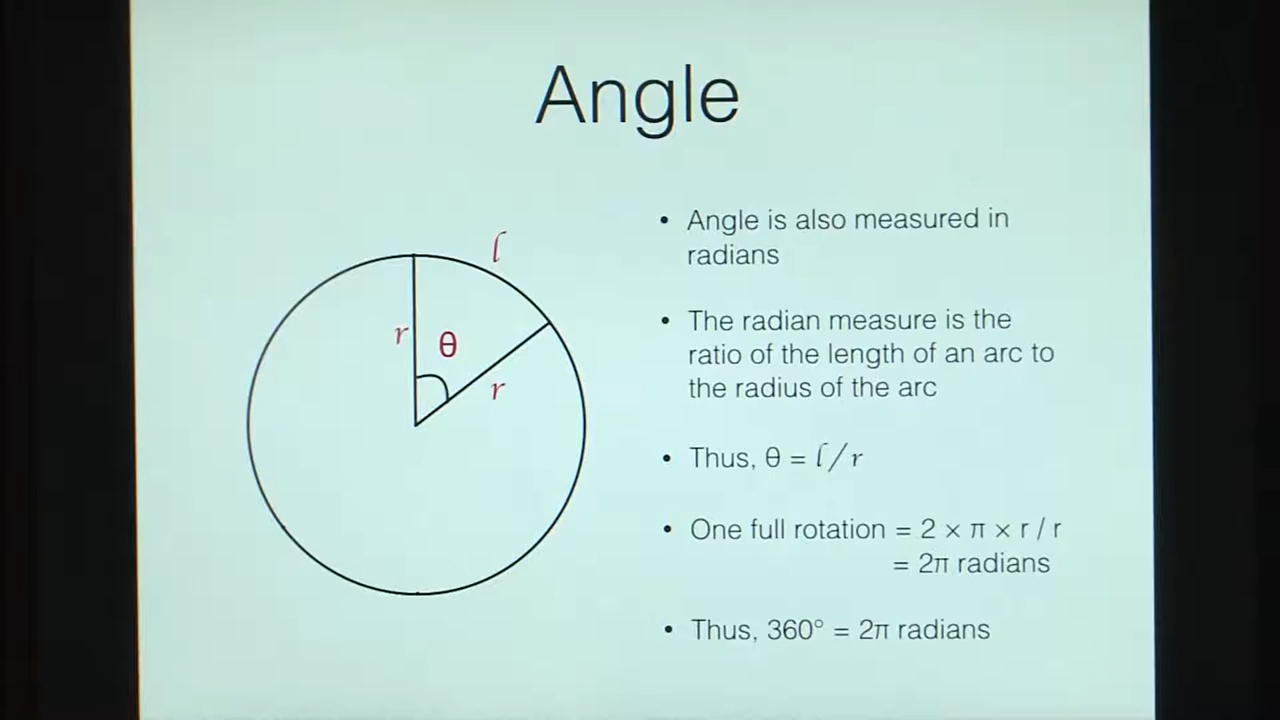 Angle
l
r
θ
r
• Angle is also measured in
radians
• The radian measure is the
ratio of the length of an arc to
the radius of the arc
• Thus, θ = l/r
• One full rotation = 2 × π × r / r
= 2π radians
• Thus, 360° = 2π radians